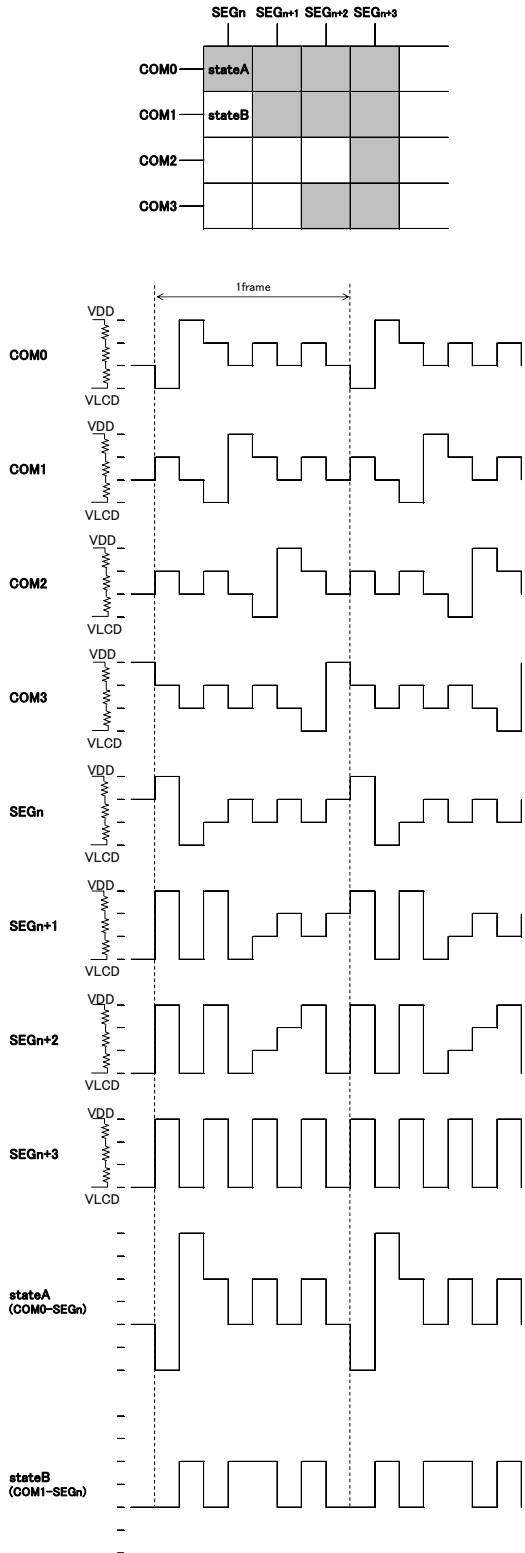 SEGn SEGn+1 SEGn+2 SEGn+3
COM0 stateA
COM1 stateB
COM2
COM3
1frame
VDD
COM0
VLCD
VDD
COM1
VLCD
VDD
COM2
VLCD
VDD
COM3
VLCD
VDD
SEGn
VLCD
VDD
SEGn+1
VLCD
VDD
SEGn+2
VLCD
VDD
SEGn+3
VLCD
stateA
(COM0-SEGn)
stateB
(COM1-SEGn)